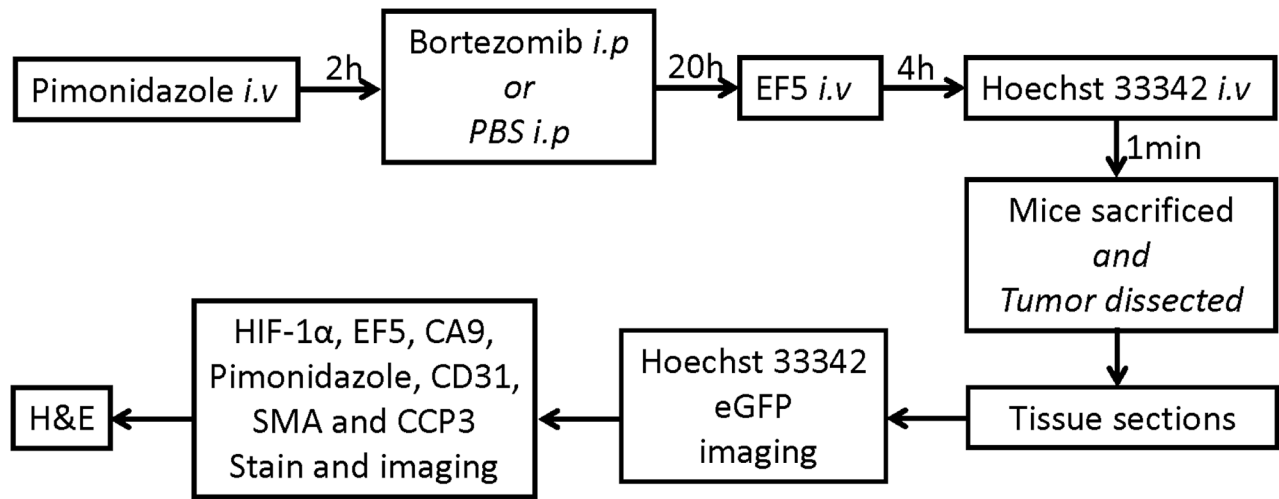 Pimonidazole i.v
2h
Bortezomib i.p
or
PBS i.p
20h
EF5 i.v
4h
Hoechst 33342 i.v
1min
Mice sacrificed
and
Tumor dissected
Tissue sections
Hoechst 33342
eGFP
imaging
HIF-1α, EF5, CA9,
Pimonidazole, CD31,
SMA and CCP3
Stain and imaging
H&E